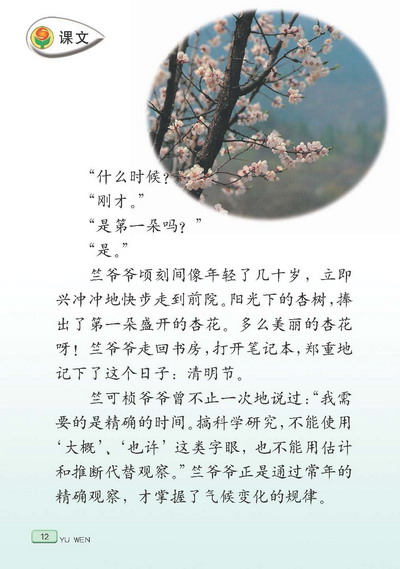 课文
“什么时候？”
“刚才。”
“是第一朵吗？”
“是。”
竺爷爷顷刻间像年轻了几十岁，立即
兴冲冲地快步走到前院。阳光下的杏树，捧
出了第一朵盛开的杏花。多么美丽的杏花
呀！竺爷爷走回书房，打开笔记本，郑重地
记下了这个日子：清明节。
竺可桢爷爷曾不止一次地说过：“我需
要的是精确的时间。搞科学研究，不能使用
‘大概’、‘也许’这类字眼，也不能用估计
和推断代替观察。”竺爷爷正是通过常年的
精确观察，才掌握了气候变化的规律。
12 YU WEN